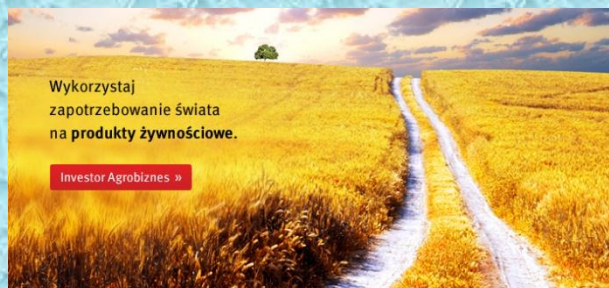 Wykorzystaj
zapotrzebowanie świata
na produkty żywnościowe.
Investor Agrobiznes »